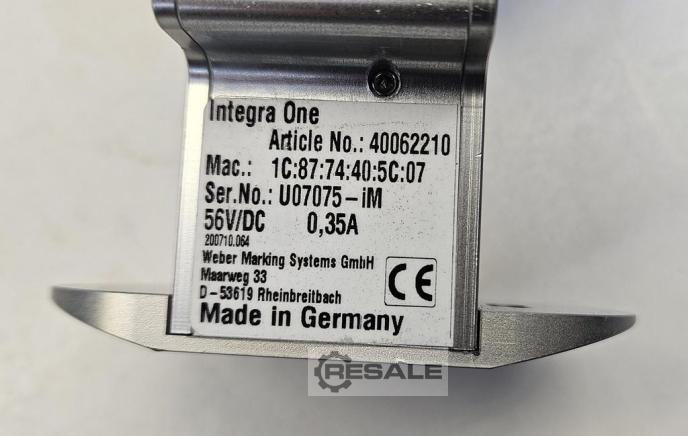 Integra One
Article No.: 40062210
Mac.: 1C:87:74:40:5C:07
Ser.No.: U07075-iM
56V/DC 0,35A
200710.064
Weber Marking Systems GmbH
Maarweg 33
D-53619 Rheinbreitbach
CE
Made in Germany
RESALE